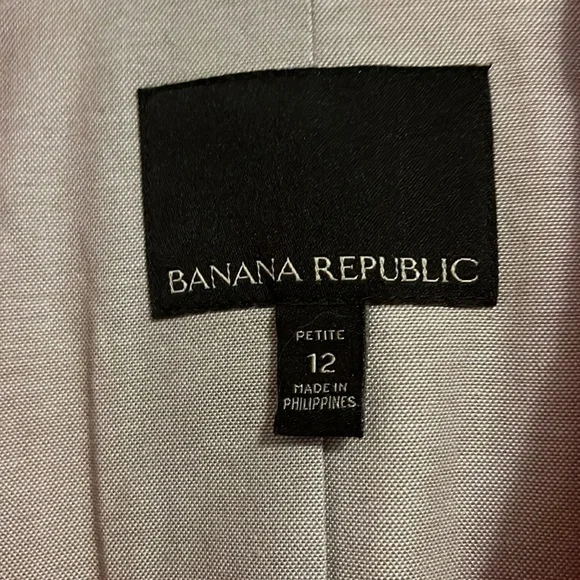 BANANA REPUBLIC
PETITE
12
MADE IN
PHILIPPINES